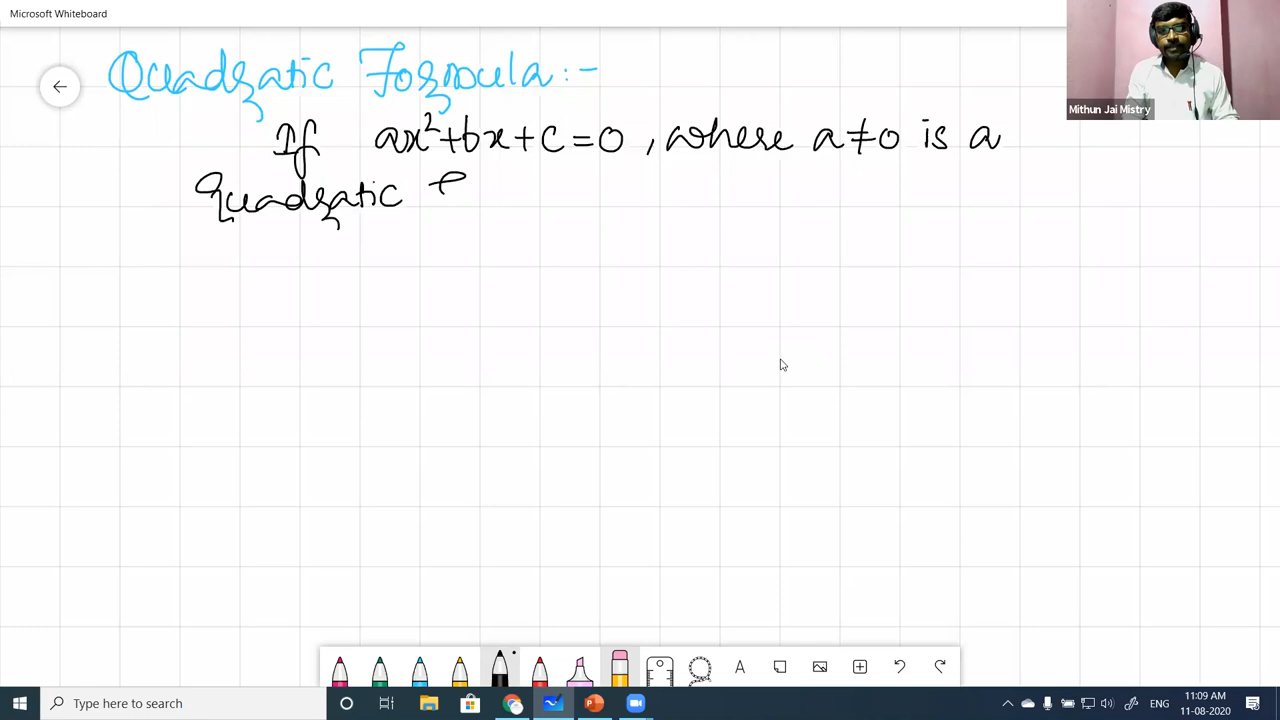 Microsoft Whiteboard
Quadratic Formula :-
If ax²+bx+c=0, where a≠0 is a
Quadratic
Mithun Jai Mistry
A
Type here to search
ENG
11:09 AM
11-08-2020